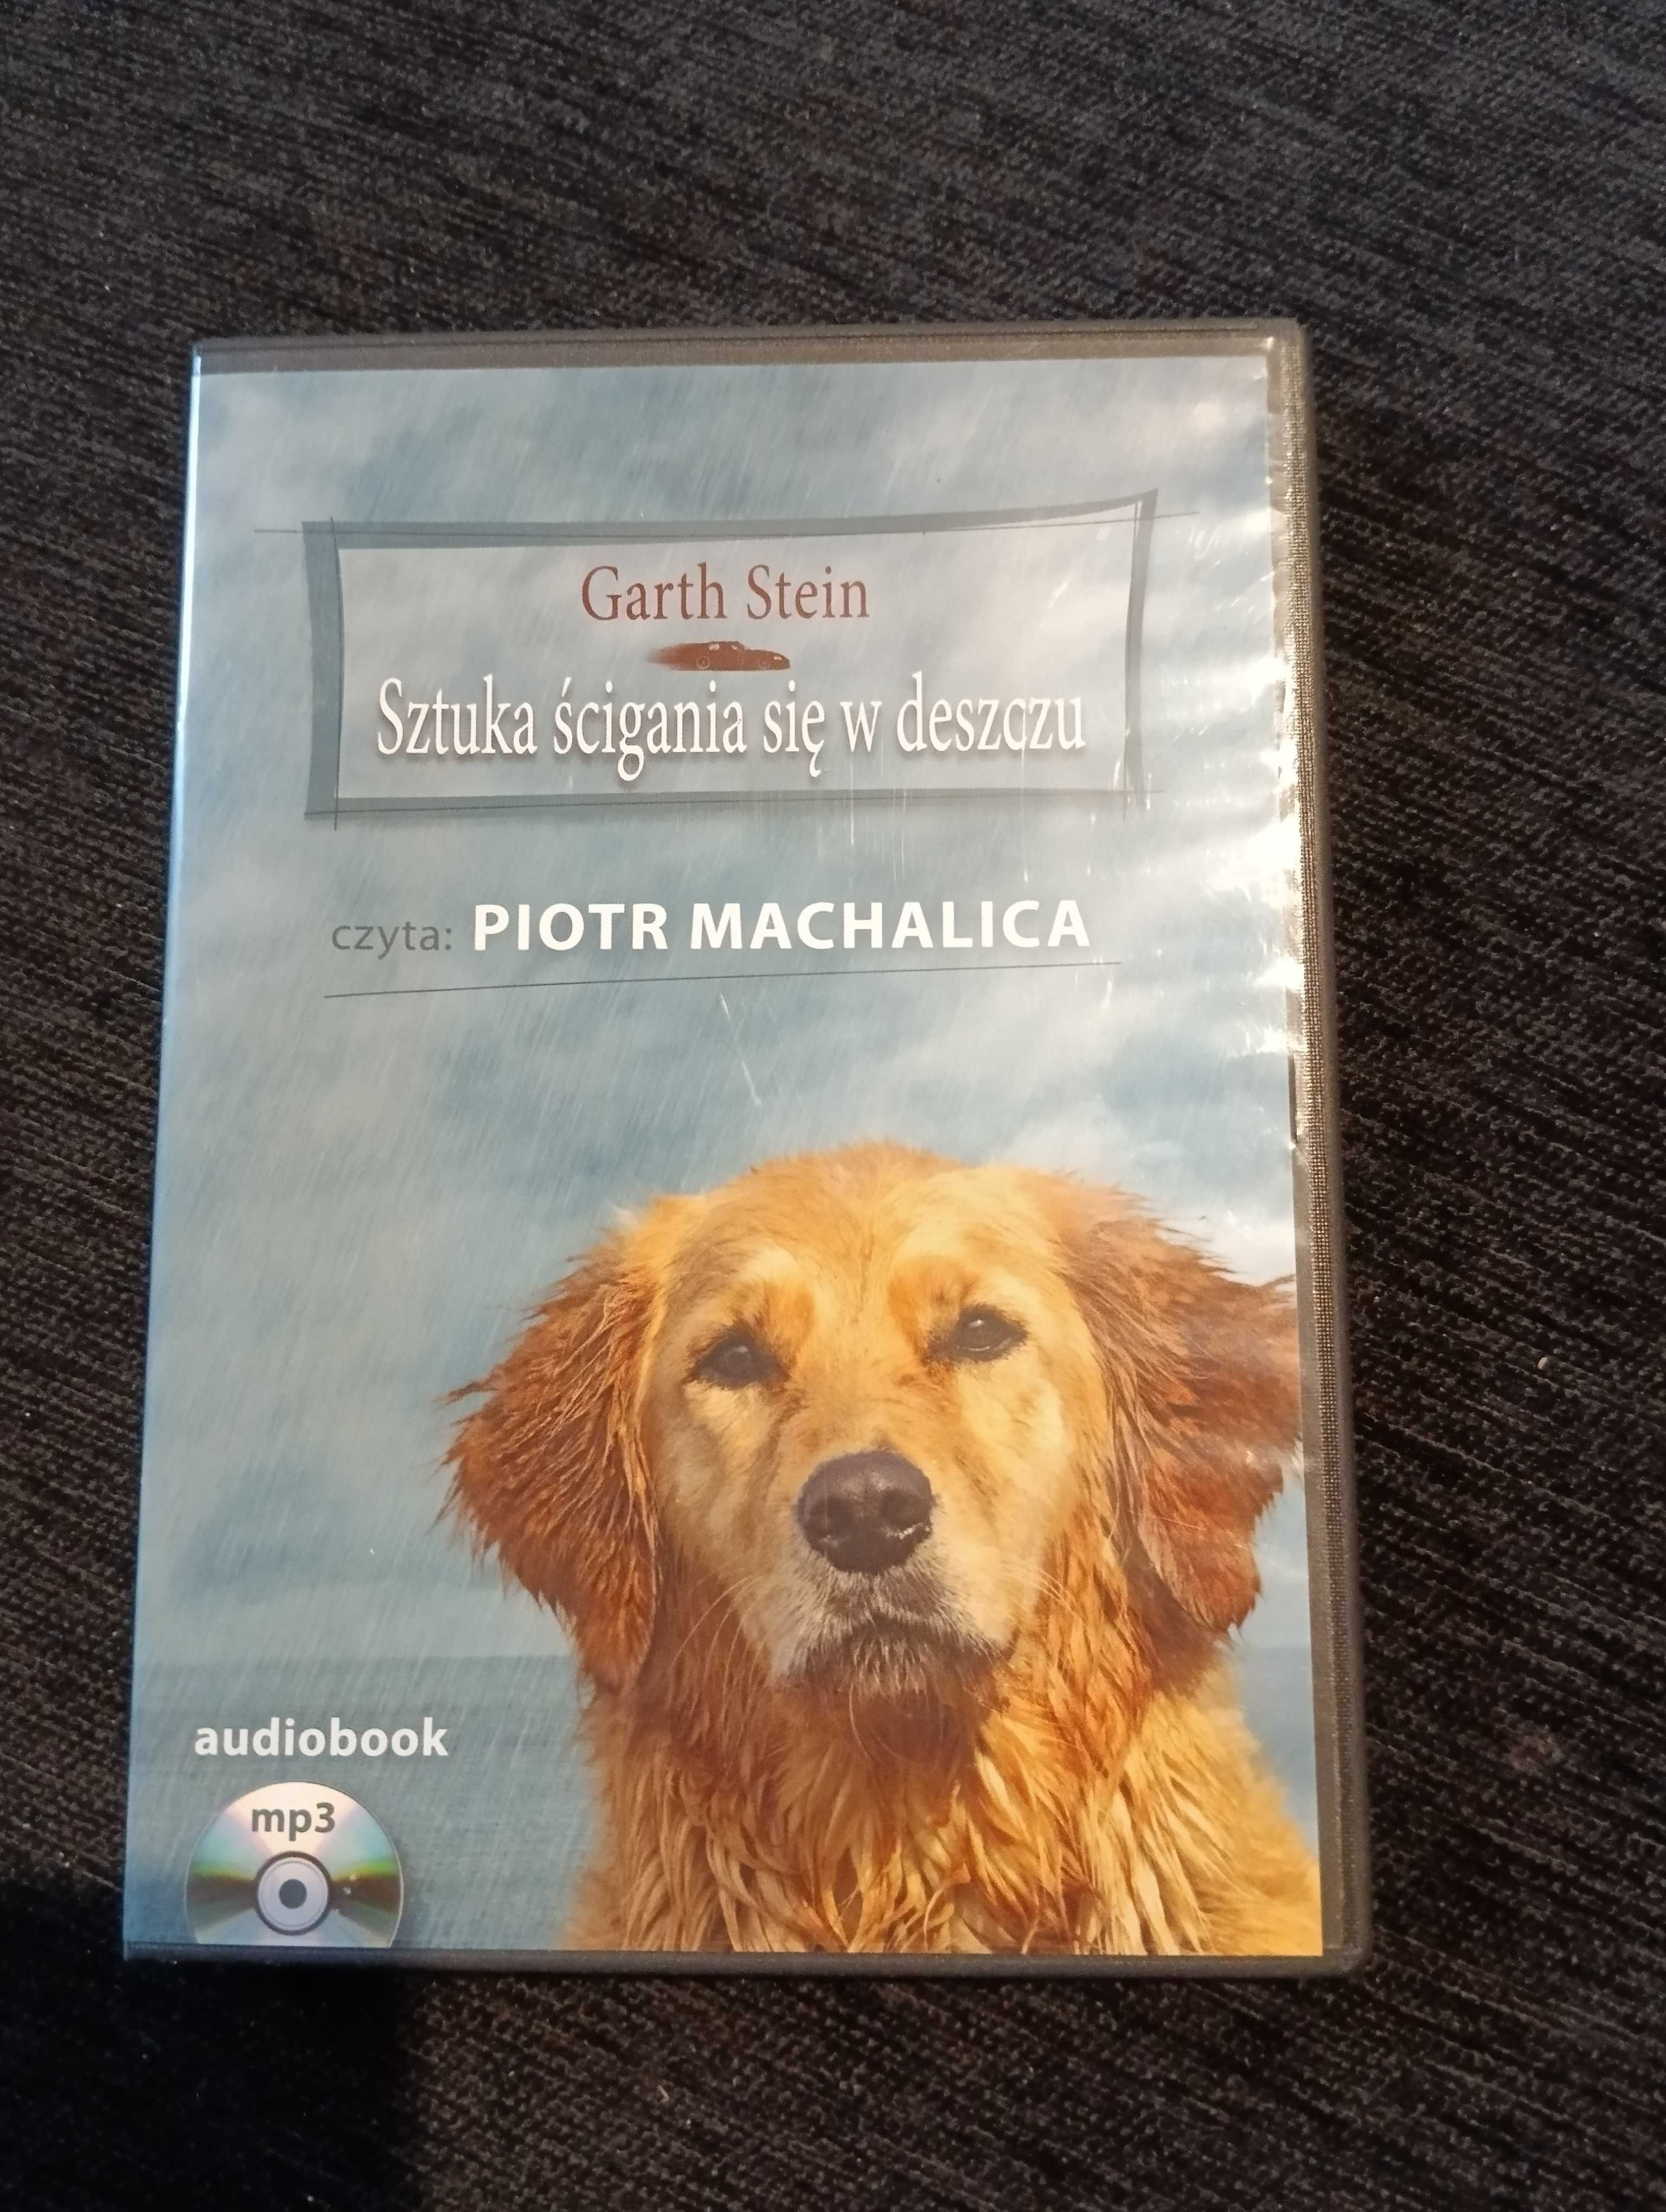 Garth Stein
Sztuka ścigania się w deszczu
czyta: PIOTR MACHALICA
audiobook
mp3